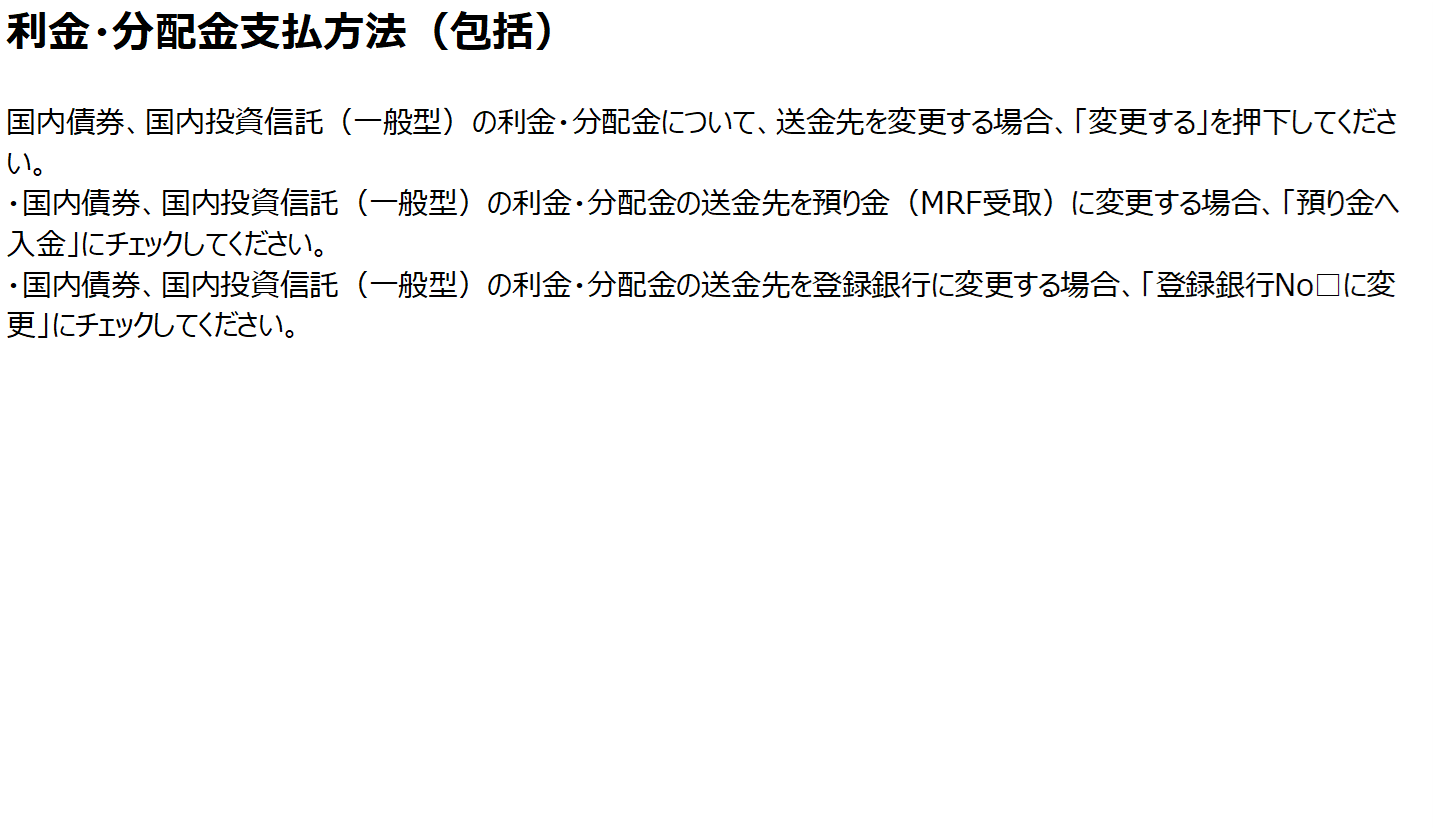 利金・分配金支払方法（包括）
国内債券、国内投資信託（一般型）の利金・分配金について、送金先を変更する場合、「変更する」を押下してくださ
い。
・国内債券、国内投資信託（一般型）の利金・分配金の送金先を預り金（MRF受取）に変更する場合、「預り金へ
入金」にチェックしてください。
・国内債券、国内投資信託（一般型）の利金・分配金の送金先を登録銀行に変更する場合、「登録銀行No□に変
更」にチェックしてください。